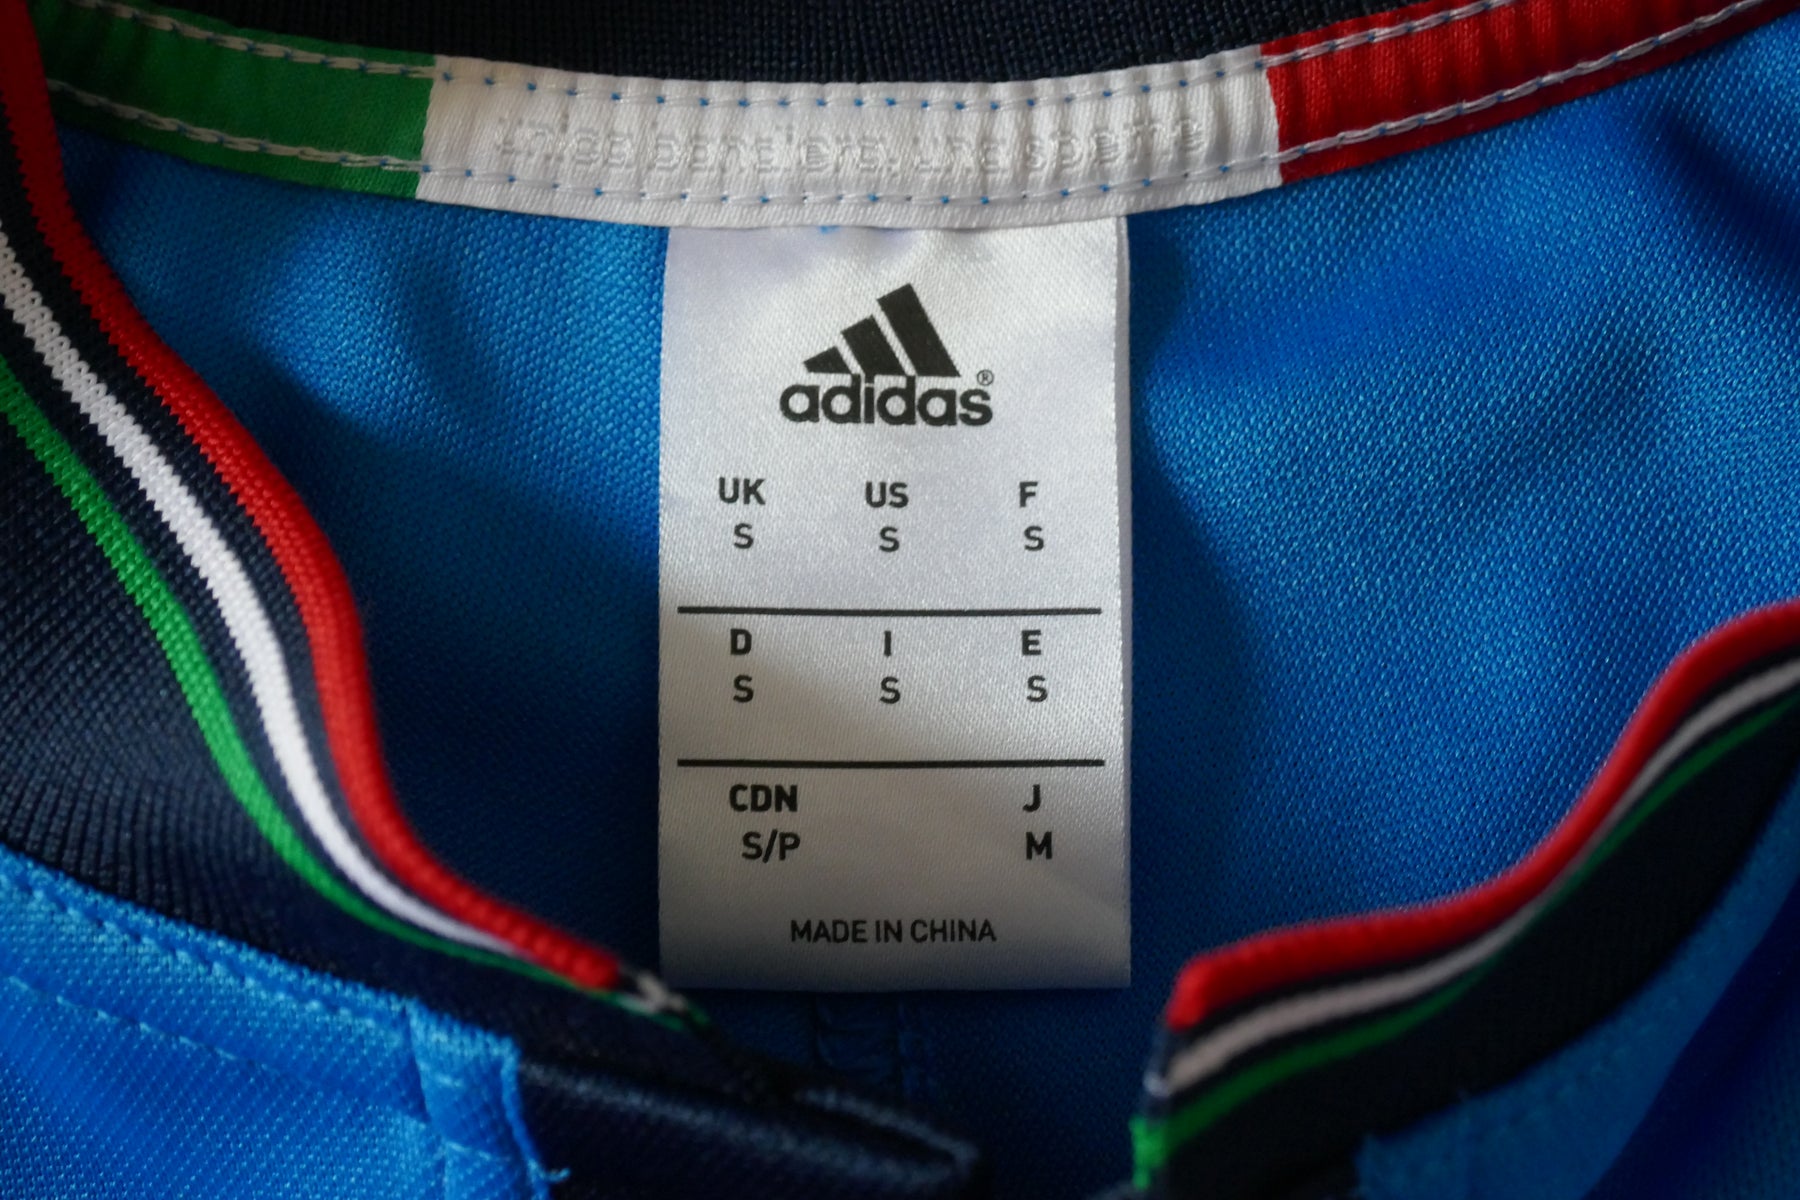 adidas®
UK US F
S S S
D I E
S S S
CDN J
S/P M
MADE IN CHINA